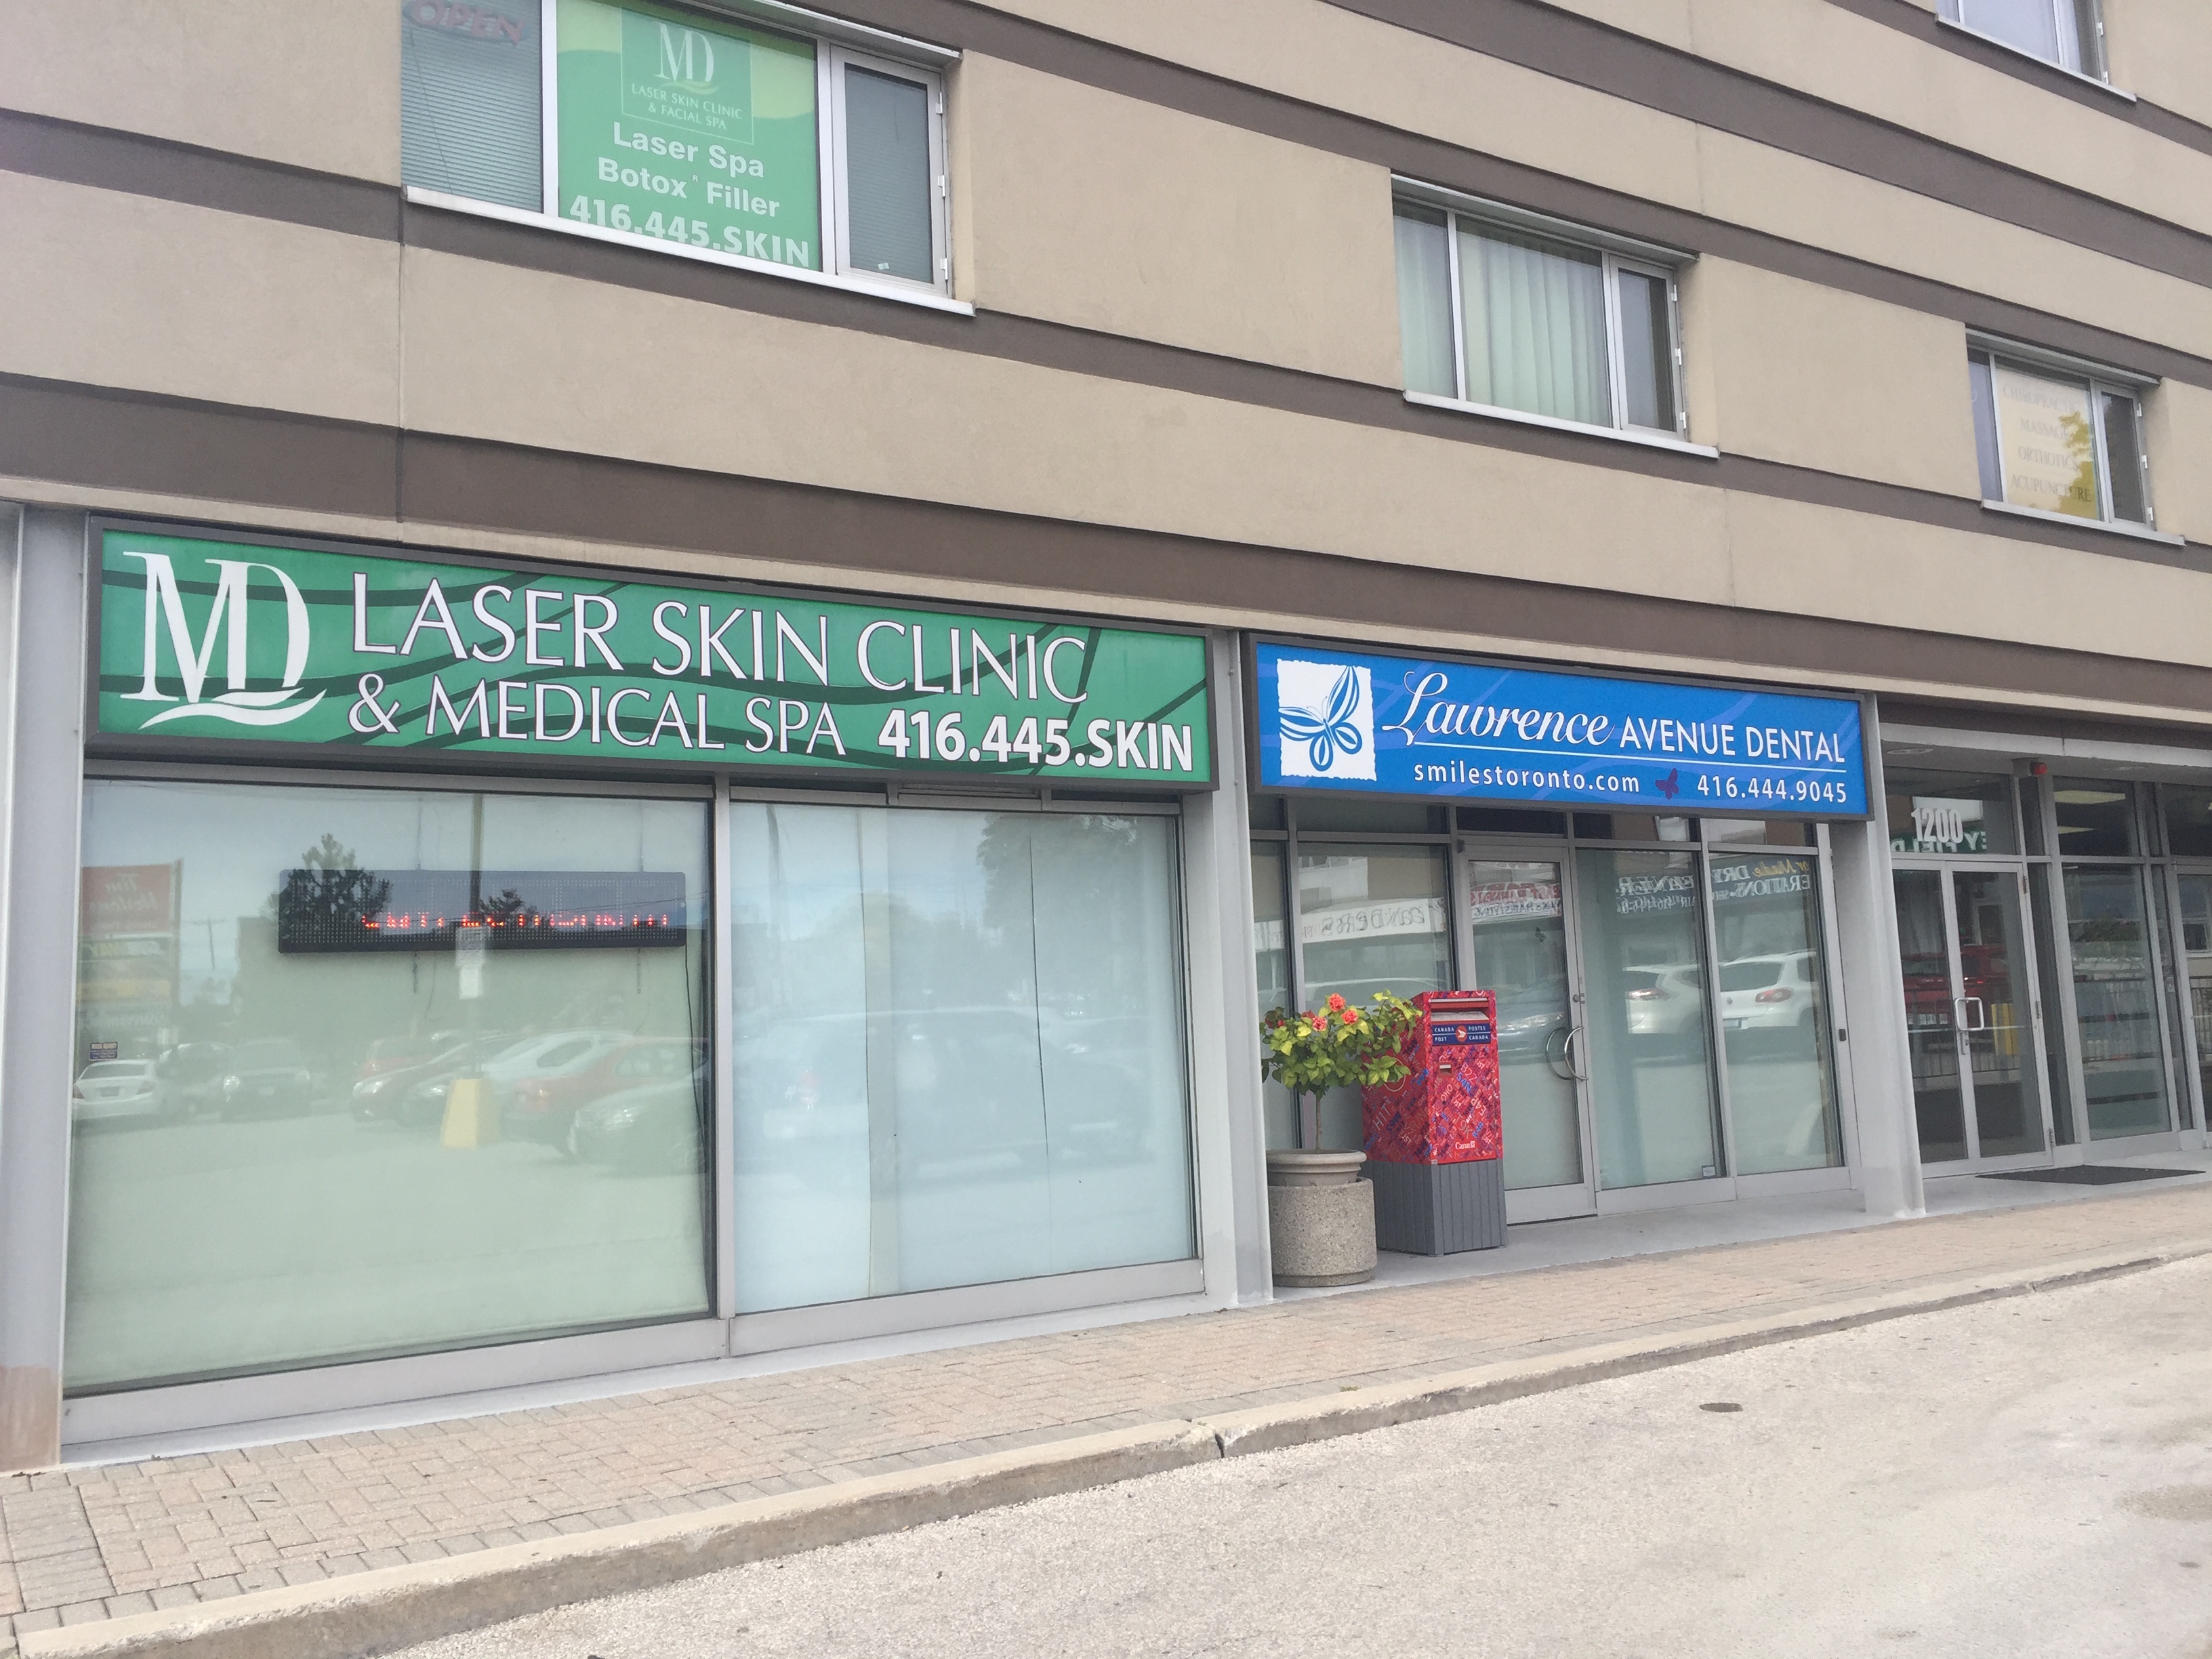 OPEN
MD
LASER SKIN CLINIC
& FACIAL SPA
Laser Spa
Botox® Filler
416.445.SKIN
CHIROPRACTIC
MASSAGE
ORTHOTICS
ACUPUNCTURE
MD LASER SKIN CLINIC
& MEDICAL SPA 416.445.SKIN
Lawrence AVENUE DENTAL
smilestoronto.com 416.444.9045
1200
CANADA POSTES
POST CANADA
Canada